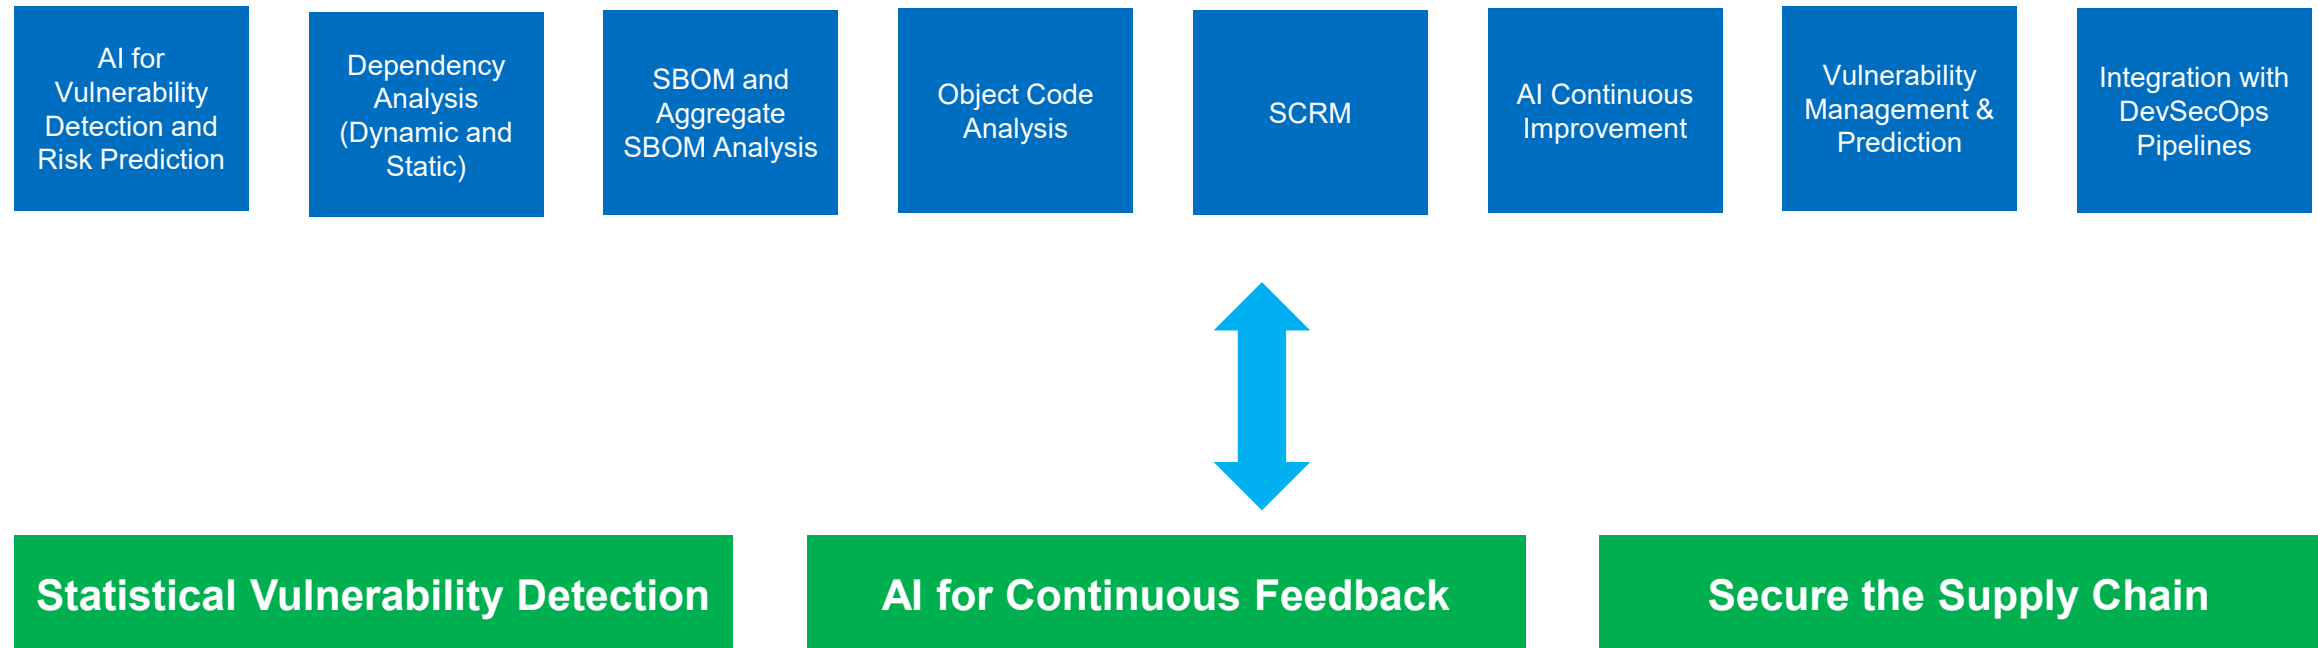 AI for
Vulnerability
Detection and
Risk Prediction
Dependency
Analysis
(Dynamic and
Static)
SBOM and
Aggregate
SBOM Analysis
Object Code
Analysis
SCRM
AI Continuous
Improvement
Vulnerability
Management &
Prediction
Integration with
DevSecOps
Pipelines
Statistical Vulnerability Detection
AI for Continuous Feedback
Secure the Supply Chain